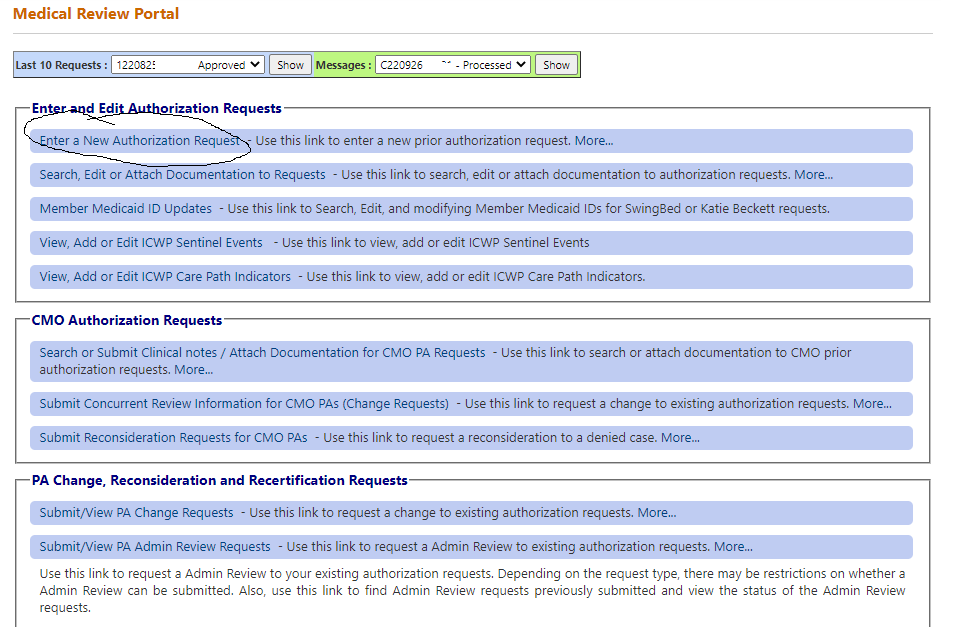 Medical Review Portal
Last 10 Requests : 122082 Approved Show Messages : C220926 - Processed Show
Enter and Edit Authorization Requests
Enter a New Authorization Request - Use this link to enter a new prior authorization request. More...
Search, Edit or Attach Documentation to Requests - Use this link to search, edit or attach documentation to authorization requests. More...
Member Medicaid ID Updates - Use this link to Search, Edit, and modifying Member Medicaid IDs for SwingBed or Katie Beckett requests.
View, Add or Edit ICWP Sentinel Events - Use this link to view, add or edit ICWP Sentinel Events
View, Add or Edit ICWP Care Path Indicators - Use this link to view, add or edit ICWP Care Path Indicators.
CMO Authorization Requests
Search or Submit Clinical notes / Attach Documentation for CMO PA Requests - Use this link to search or attach documentation to CMO prior
authorization requests. More...
Submit Concurrent Review Information for CMO PAs (Change Requests) - Use this link to request a change to existing authorization requests. More...
Submit Reconsideration Requests for CMO PAs - Use this link to request a reconsideration to a denied case. More...
PA Change, Reconsideration and Recertification Requests
Submit/View PA Change Requests - Use this link to request a change to existing authorization requests. More...
Submit/View PA Admin Review Requests - Use this link to request a Admin Review to existing authorization requests. More...
Use this link to request a Admin Review to your existing authorization requests. Depending on the request type, there may be restrictions on whether a
Admin Review can be submitted. Also, use this link to find Admin Review requests previously submitted and view the status of the Admin Review
requests.